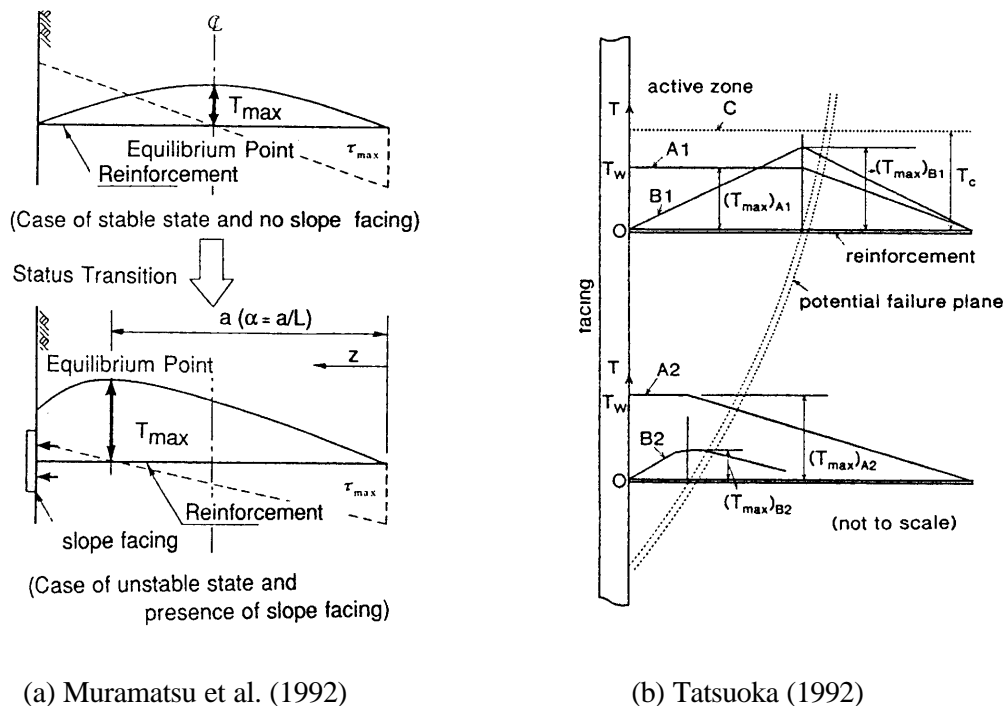 ℄
Tmax
τmax
Equilibrium Point
Reinforcement
(Case of stable state and no slope facing)
Status Transition
a (α = a/L)
z
Equilibrium Point
Tmax
τmax
Reinforcement
slope facing
(Case of unstable state and
presence of slope facing)
(a) Muramatsu et al. (1992)
active zone
T
C
A1
Tw
(Tmax)B1
Tc
B1
(Tmax)A1
O
reinforcement
potential failure plane
facing
T
A2
Tw
B2
(Tmax)A2
(Tmax)B2
O
(not to scale)
(b) Tatsuoka (1992)